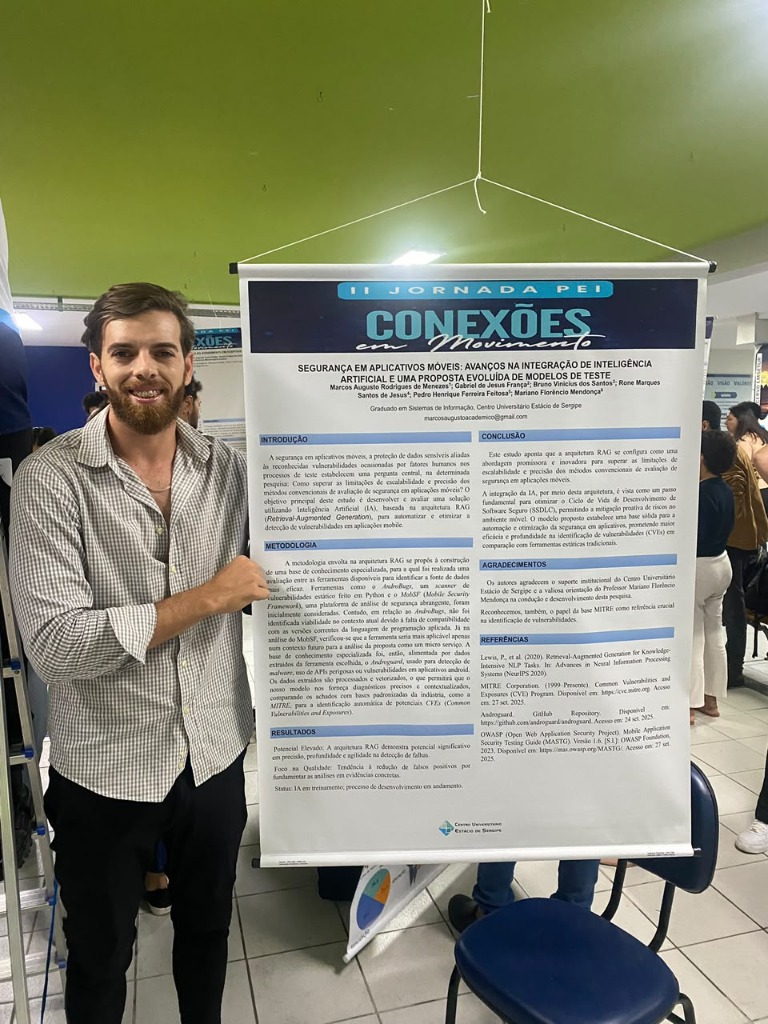 II JORNADA PEI
CONEXÕES
em Movimento
SEGURANÇA EM APLICATIVOS MÓVEIS: AVANÇOS NA INTEGRAÇÃO DE INTELIGÊNCIA
ARTIFICIAL E UMA PROPOSTA EVOLUÍDA DE MODELOS DE TESTE
Marcos Augusto Rodrigues de Menezes¹; Gabriel de Jesus França²; Bruno Vinicius dos Santos³; Rone Marques
Santos de Jesus⁴; Pedro Henrique Ferreira Feitosa⁵; Mariano Florêncio Mendonça⁶
Graduado em Sistemas de Informação, Centro Universitário Estácio de Sergipe
marcosaugustoacademico@gmail.com
INTRODUÇÃO
A segurança em aplicativos móveis, a proteção de dados sensíveis aliadas
às reconhecidas vulnerabilidades ocasionadas por fatores humanos nos
processos de teste estabelecem uma pergunta central, na determinada
pesquisa: Como superar as limitações de escalabilidade e precisão dos
métodos convencionais de avaliação de segurança em aplicações móveis? O
objetivo principal deste estudo é desenvolver e avaliar uma solução
utilizando Inteligência Artificial (IA), baseada na arquitetura RAG
(Retrieval-Augmented Generation), para automatizar e otimizar a
detecção de vulnerabilidades em aplicações mobile.
METODOLOGIA
A metodologia envolta na arquitetura RAG se propôs à construção
de uma base de conhecimento especializada, para a qual foi realizada uma
avaliação entre as ferramentas disponíveis para identificar a fonte de dados
mais eficaz. Ferramentas como o AndroBugs, um scanner de
vulnerabilidades estático feito em Python e o MobSF (Mobile Security
Framework), uma plataforma de análise de segurança abrangente, foram
inicialmente consideradas. Contudo, em relação ao AndroBugs, não foi
identificada viabilidade no contexto atual devido à falta de compatibilidade
com as versões correntes da linguagem de programação aplicada. Já na
análise do MobSF, verificou-se que a ferramenta seria mais aplicável apenas
num contexto futuro para a análise da proposta como um micro serviço. A
base de conhecimento especializada foi, então, alimentada por dados
extraídos da ferramenta escolhida, o Androguard, usado para detecção de
malware, uso de APIs perigosas ou vulnerabilidades em aplicativos android.
Os dados extraídos são processados e vetorizados, o que permitirá que o
nosso modelo nos forneça diagnósticos precisos e contextualizados,
comparando os achados com bases padronizadas da indústria, como a
MITRE, para a identificação automática de potenciais CVEs (Common
Vulnerabilities and Exposures).
RESULTADOS
Potencial Elevado: A arquitetura RAG demonstra potencial significativo
em precisão, profundidade e agilidade na detecção de falhas.
Foco na Qualidade: Tendência à redução de falsos positivos por
fundamentar as análises em evidências concretas.
Status: IA em treinamento; processo de desenvolvimento em andamento.
CONCLUSÃO
Este estudo aponta que a arquitetura RAG se configura como uma
abordagem promissora e inovadora para superar as limitações de
escalabilidade e precisão dos métodos convencionais de avaliação de
segurança em aplicações móveis.
A integração da IA, por meio desta arquitetura, é vista como um passo
fundamental para otimizar o Ciclo de Vida de Desenvolvimento de
Software Seguro (SSDLC), permitindo a mitigação proativa de riscos no
ambiente móvel. O modelo proposto estabelece uma base sólida para a
automação e otimização da segurança em aplicativos, prometendo maior
eficácia e profundidade na identificação de vulnerabilidades (CVEs) em
comparação com ferramentas estáticas tradicionais.
AGRADECIMENTOS
Os autores agradecem o suporte institucional do Centro Universitário
Estácio de Sergipe e a valiosa orientação do Professor Mariano Florêncio
Mendonça na condução e desenvolvimento desta pesquisa.
Reconhecemos, também, o papel da base MITRE como referência crucial
na identificação de vulnerabilidades.
REFERÊNCIAS
Lewis, P., et al. (2020). Retrieval-Augmented Generation for Knowledge-
Intensive NLP Tasks. In: Advances in Neural Information Processing
Systems (NeurIPS 2020).
MITRE Corporation. (1999-Presente). Common Vulnerabilities and
Exposures (CVE) Program. Disponível em: https://cve.mitre.org. Acesso
em: 27 set. 2025.
Androguard. GitHub Repository. Disponível em:
https://github.com/androguard/androguard. Acesso em: 24 set. 2025.
OWASP (Open Web Application Security Project). Mobile Application
Security Testing Guide (MASTG). Versão 1.6. [S.l.]: OWASP Foundation,
2023. Disponível em: https://mas.owasp.org/MASTG/. Acesso em: 27 set.
2025.
CENTRO UNIVERSITÁRIO
ESTÁCIO DE SERGIPE